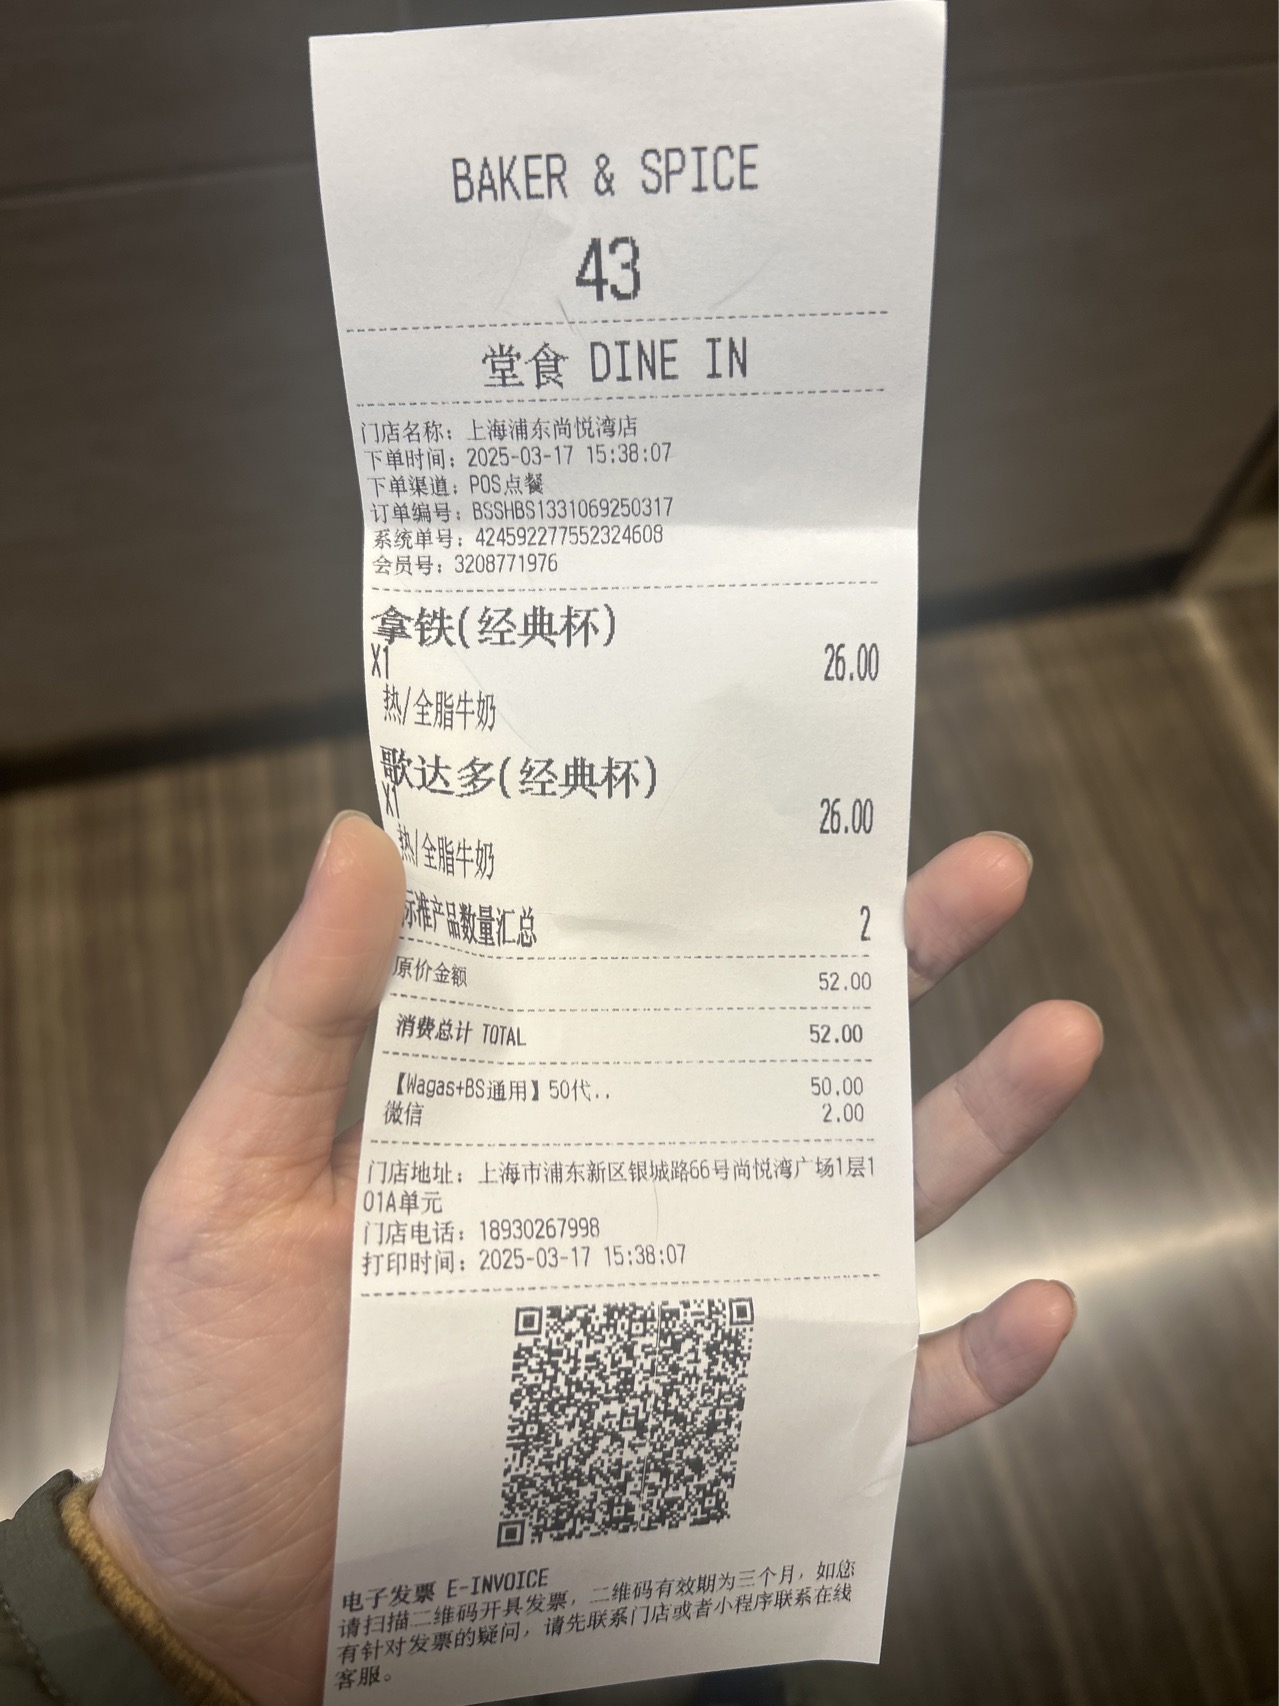 BAKER & SPICE
43
堂食 DINE IN
门店名称：上海浦东尚悦湾店
下单时间：2025-03-17 15:38:07
下单渠道：POS点餐
订单编号：BSSHBS1331069250317
系统单号：424592277552324608
会员号：3208771976
拿铁(经典杯)
X1 26.00
热/全脂牛奶
歌达多(经典杯)
X1 26.00
热/全脂牛奶
标准产品数量汇总 2
原价金额 52.00
消费总计 TOTAL 52.00
【Wagas+BS通用】50代.. 50.00
微信 2.00
门店地址：上海市浦东新区银城路66号尚悦湾广场1层1
01A单元
门店电话：18930267998
打印时间：2025-03-17 15:38:07
电子发票 E-INVOICE
请扫描二维码开具发票，二维码有效期为三个月，如您
有针对发票的疑问，请先联系门店或者小程序联系在线
客服。